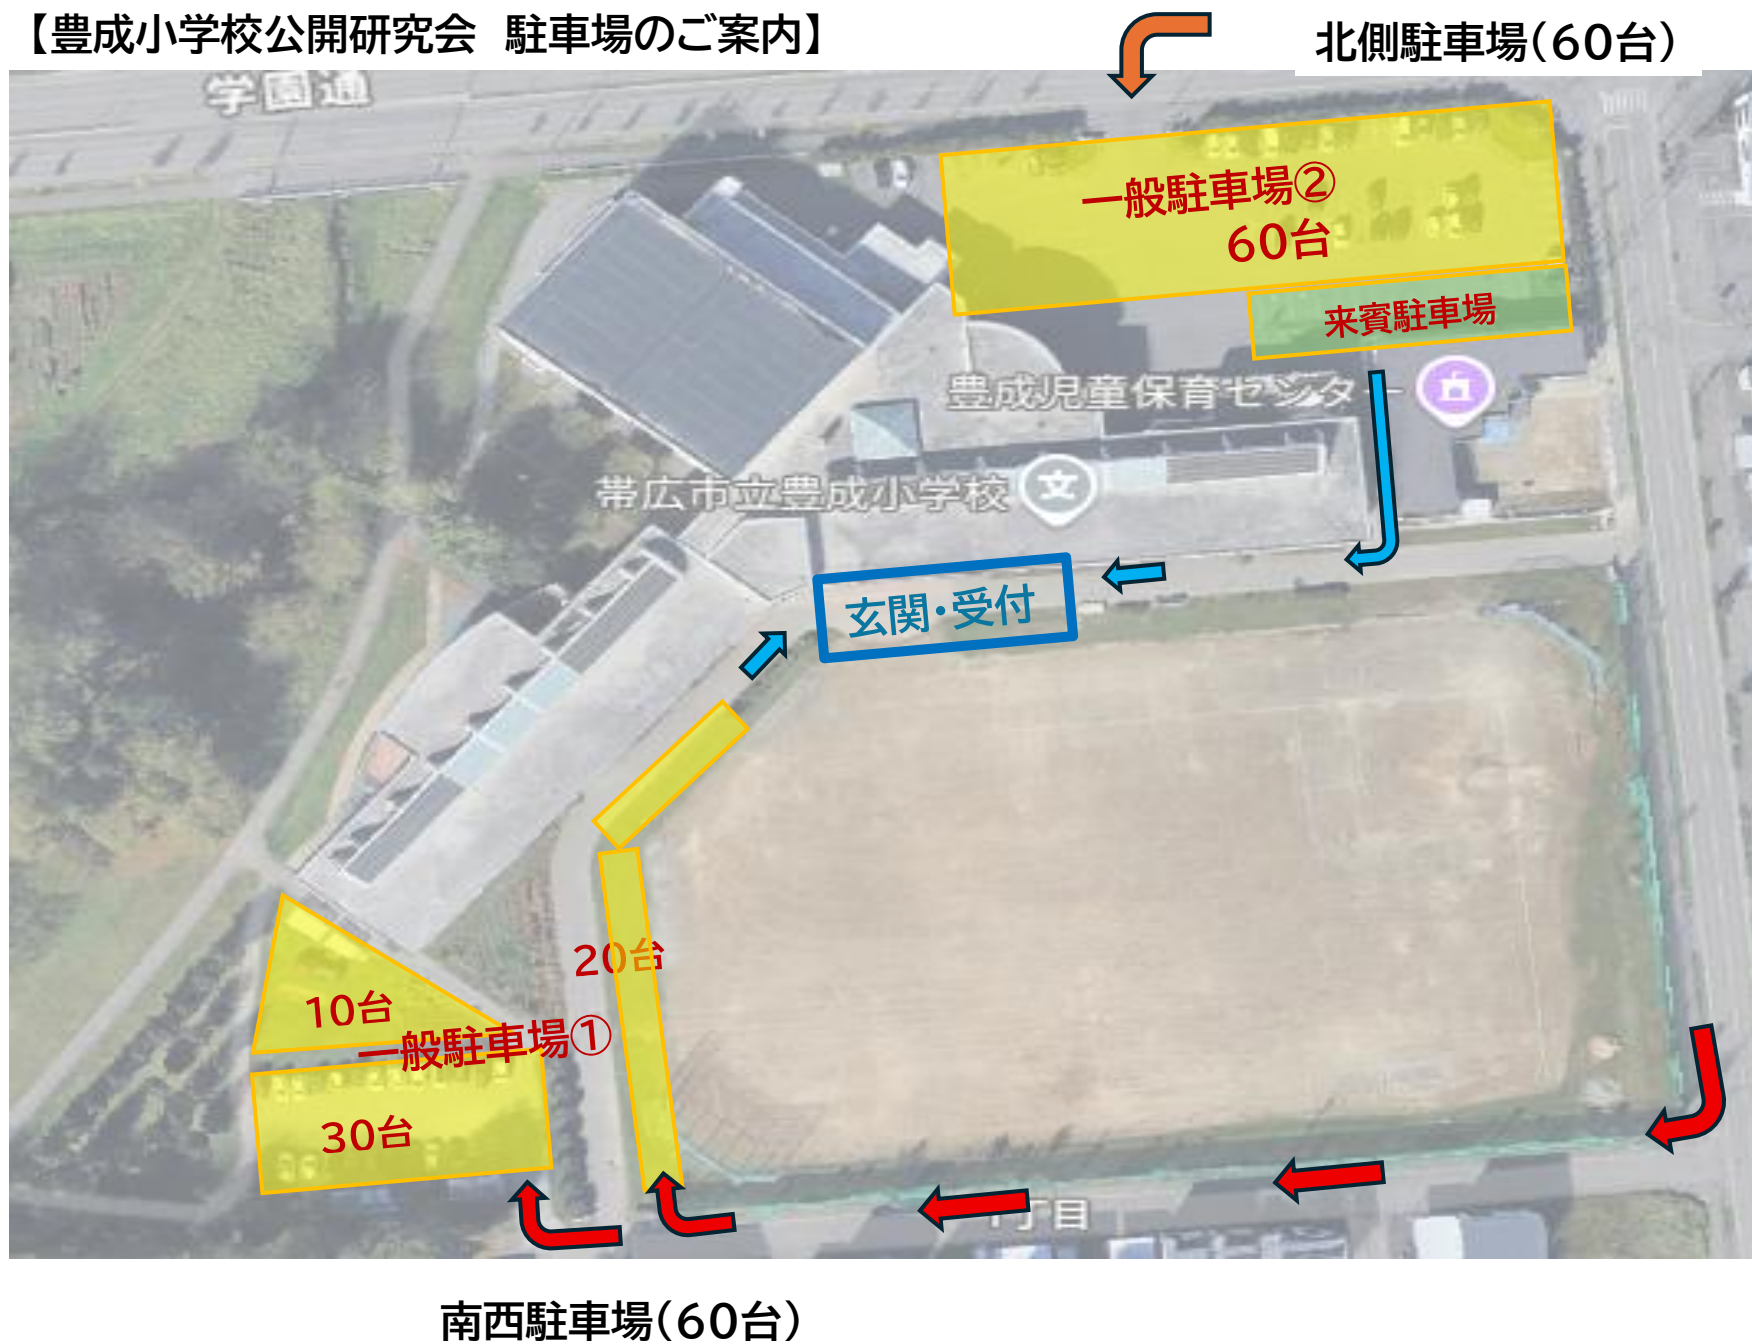 【豊成小学校公開研究会　駐車場のご案内】
北側駐車場（60台）
学園通
一般駐車場②
60台
来賓駐車場
豊成児童保育センター
帯広市立豊成小学校
文
玄関・受付
20台
10台
一般駐車場①
30台
丁目
南西駐車場（60台）